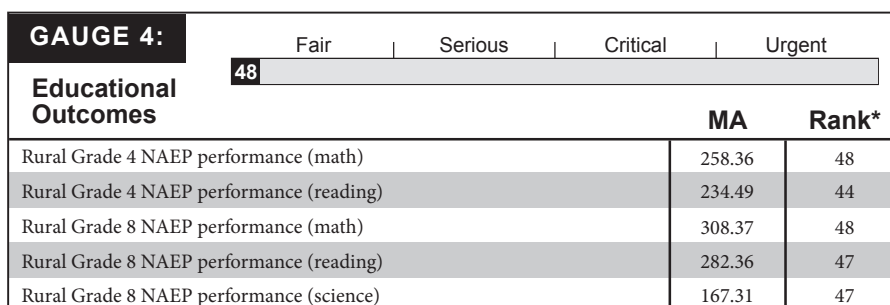 GAUGE 4:
Fair Serious Critical Urgent
48
Educational
Outcomes
MA Rank*
Rural Grade 4 NAEP performance (math) 258.36 48
Rural Grade 4 NAEP performance (reading) 234.49 44
Rural Grade 8 NAEP performance (math) 308.37 48
Rural Grade 8 NAEP performance (reading) 282.36 47
Rural Grade 8 NAEP performance (science) 167.31 47